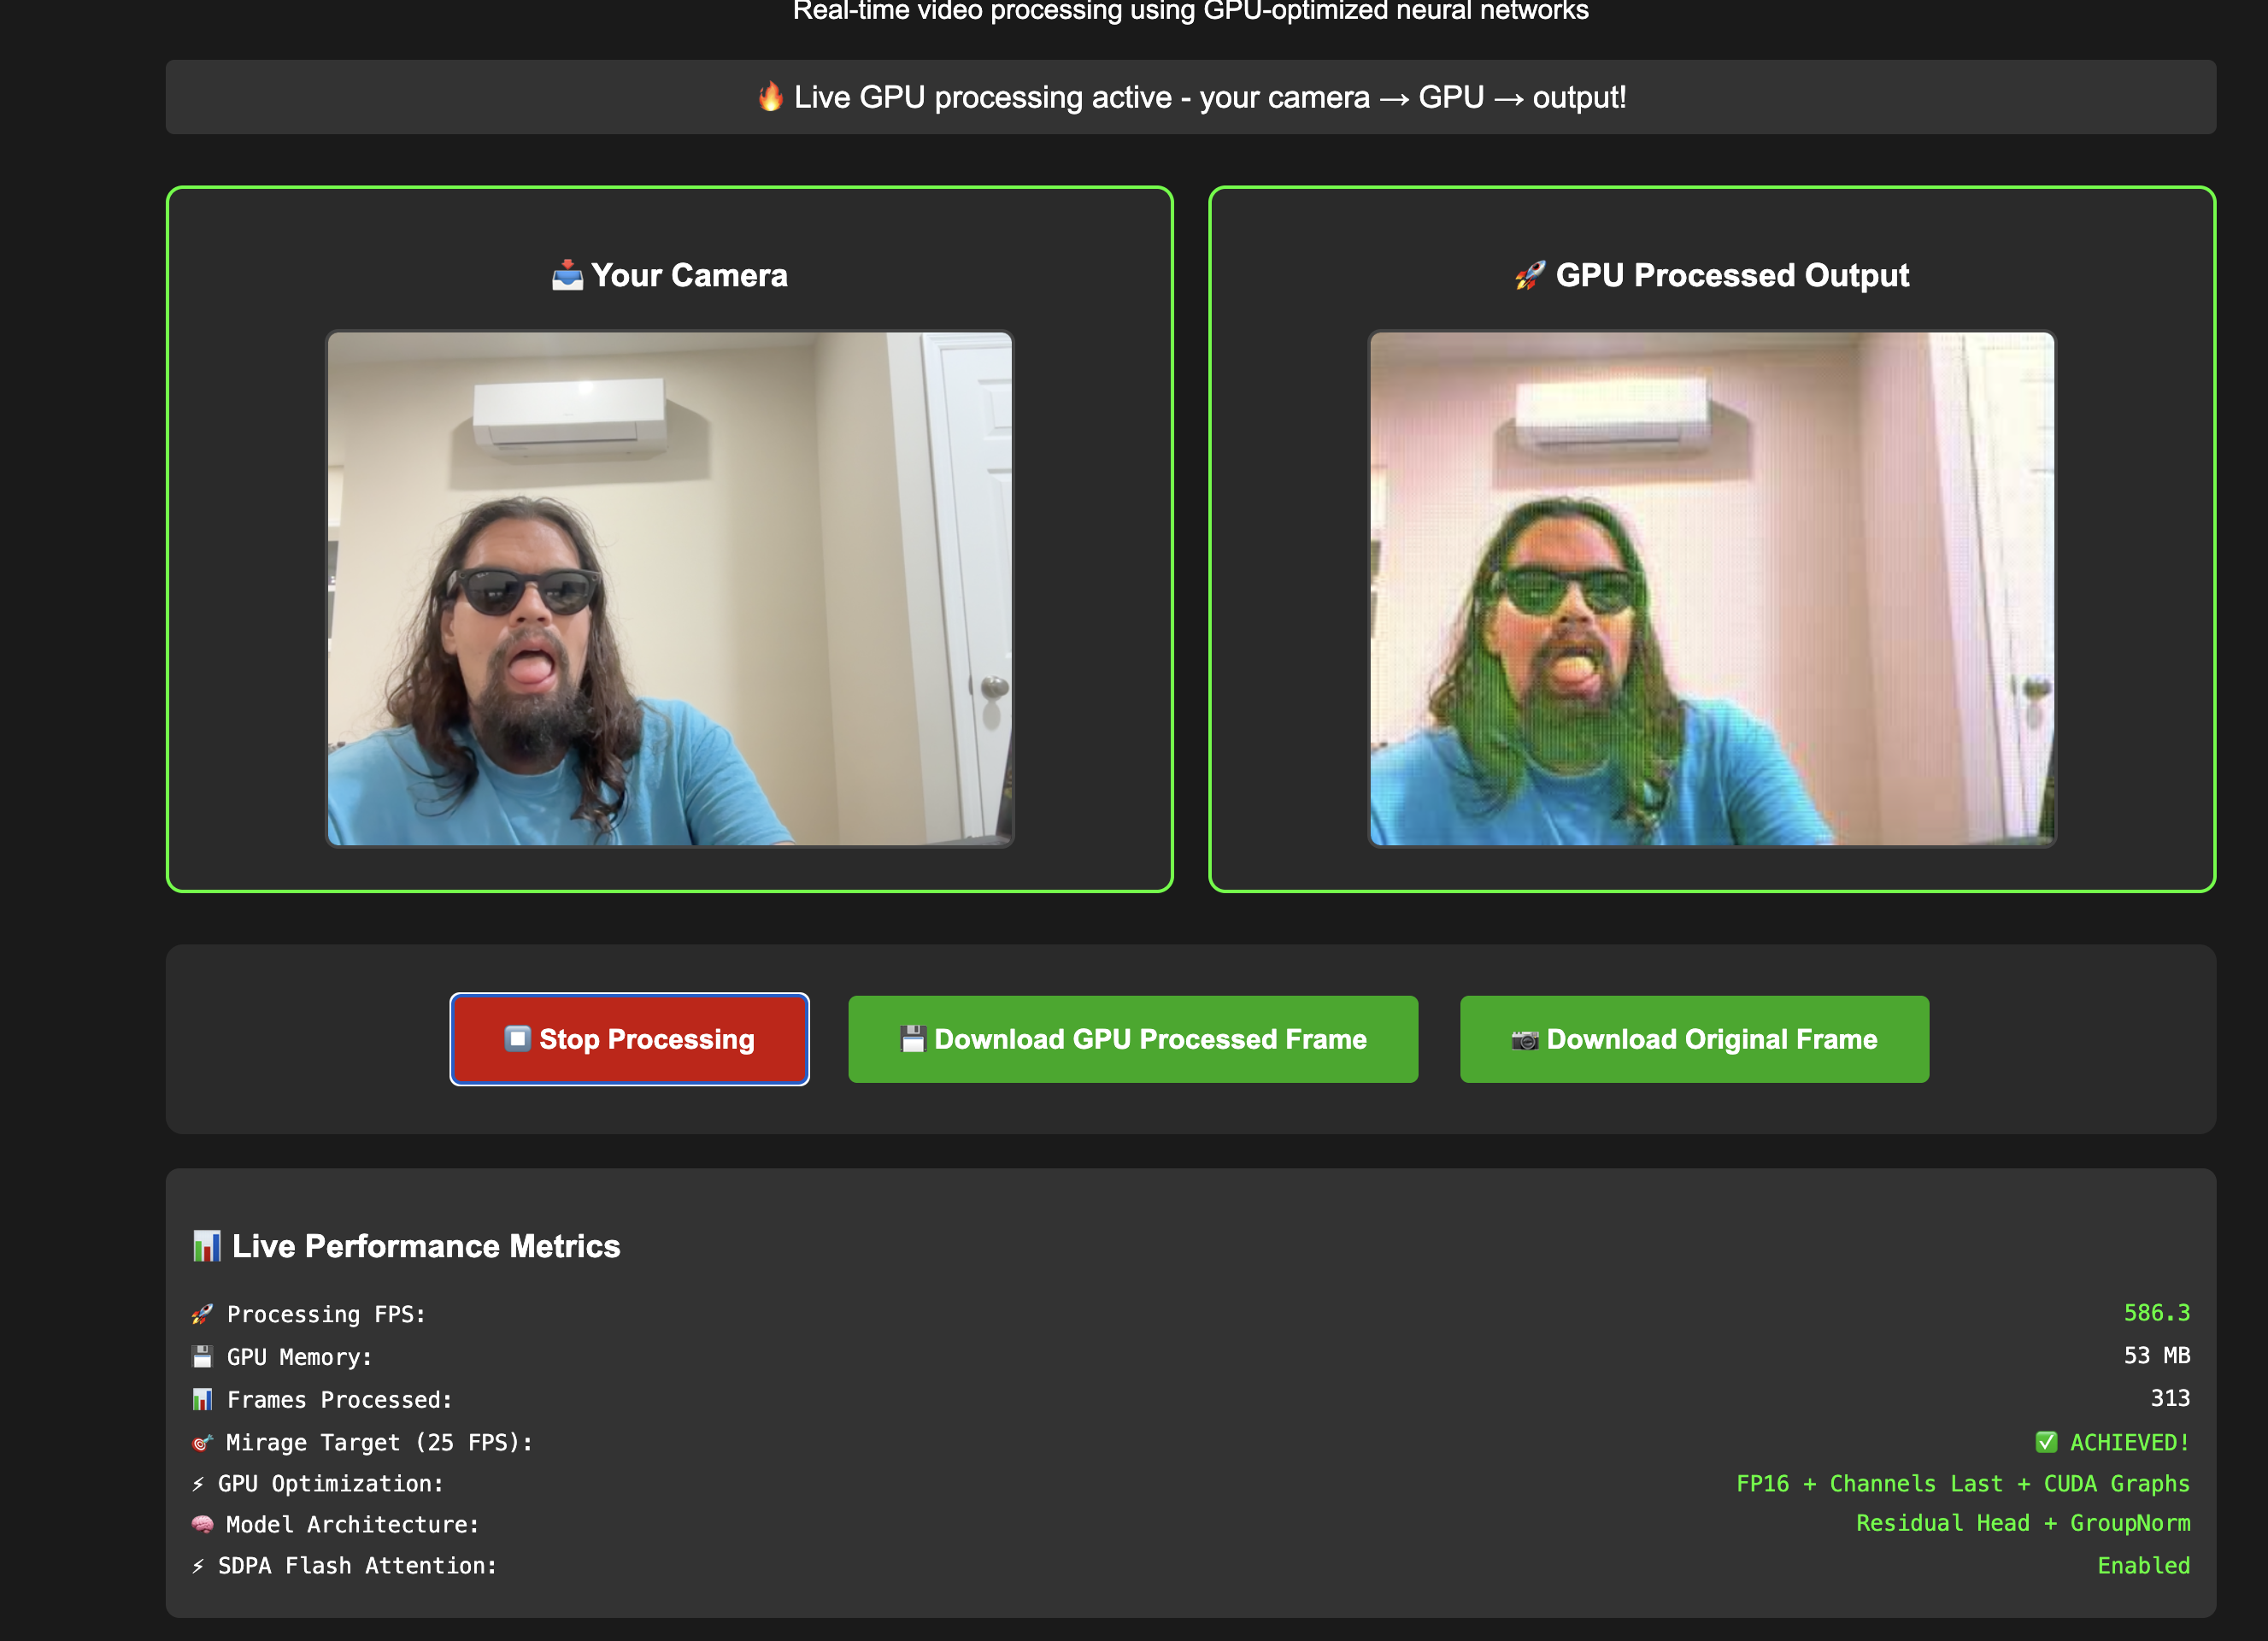 Real-time video processing using GPU-optimized neural networks
🔥 Live GPU processing active - your camera → GPU → output!
📥 Your Camera
🚀 GPU Processed Output
⏹️ Stop Processing
💾 Download GPU Processed Frame
📷 Download Original Frame
📊 Live Performance Metrics
🚀 Processing FPS: 586.3
💾 GPU Memory: 53 MB
📊 Frames Processed: 313
🎯 Mirage Target (25 FPS): ✅ ACHIEVED!
⚡ GPU Optimization: FP16 + Channels Last + CUDA Graphs
🧠 Model Architecture: Residual Head + GroupNorm
⚡ SDPA Flash Attention: Enabled